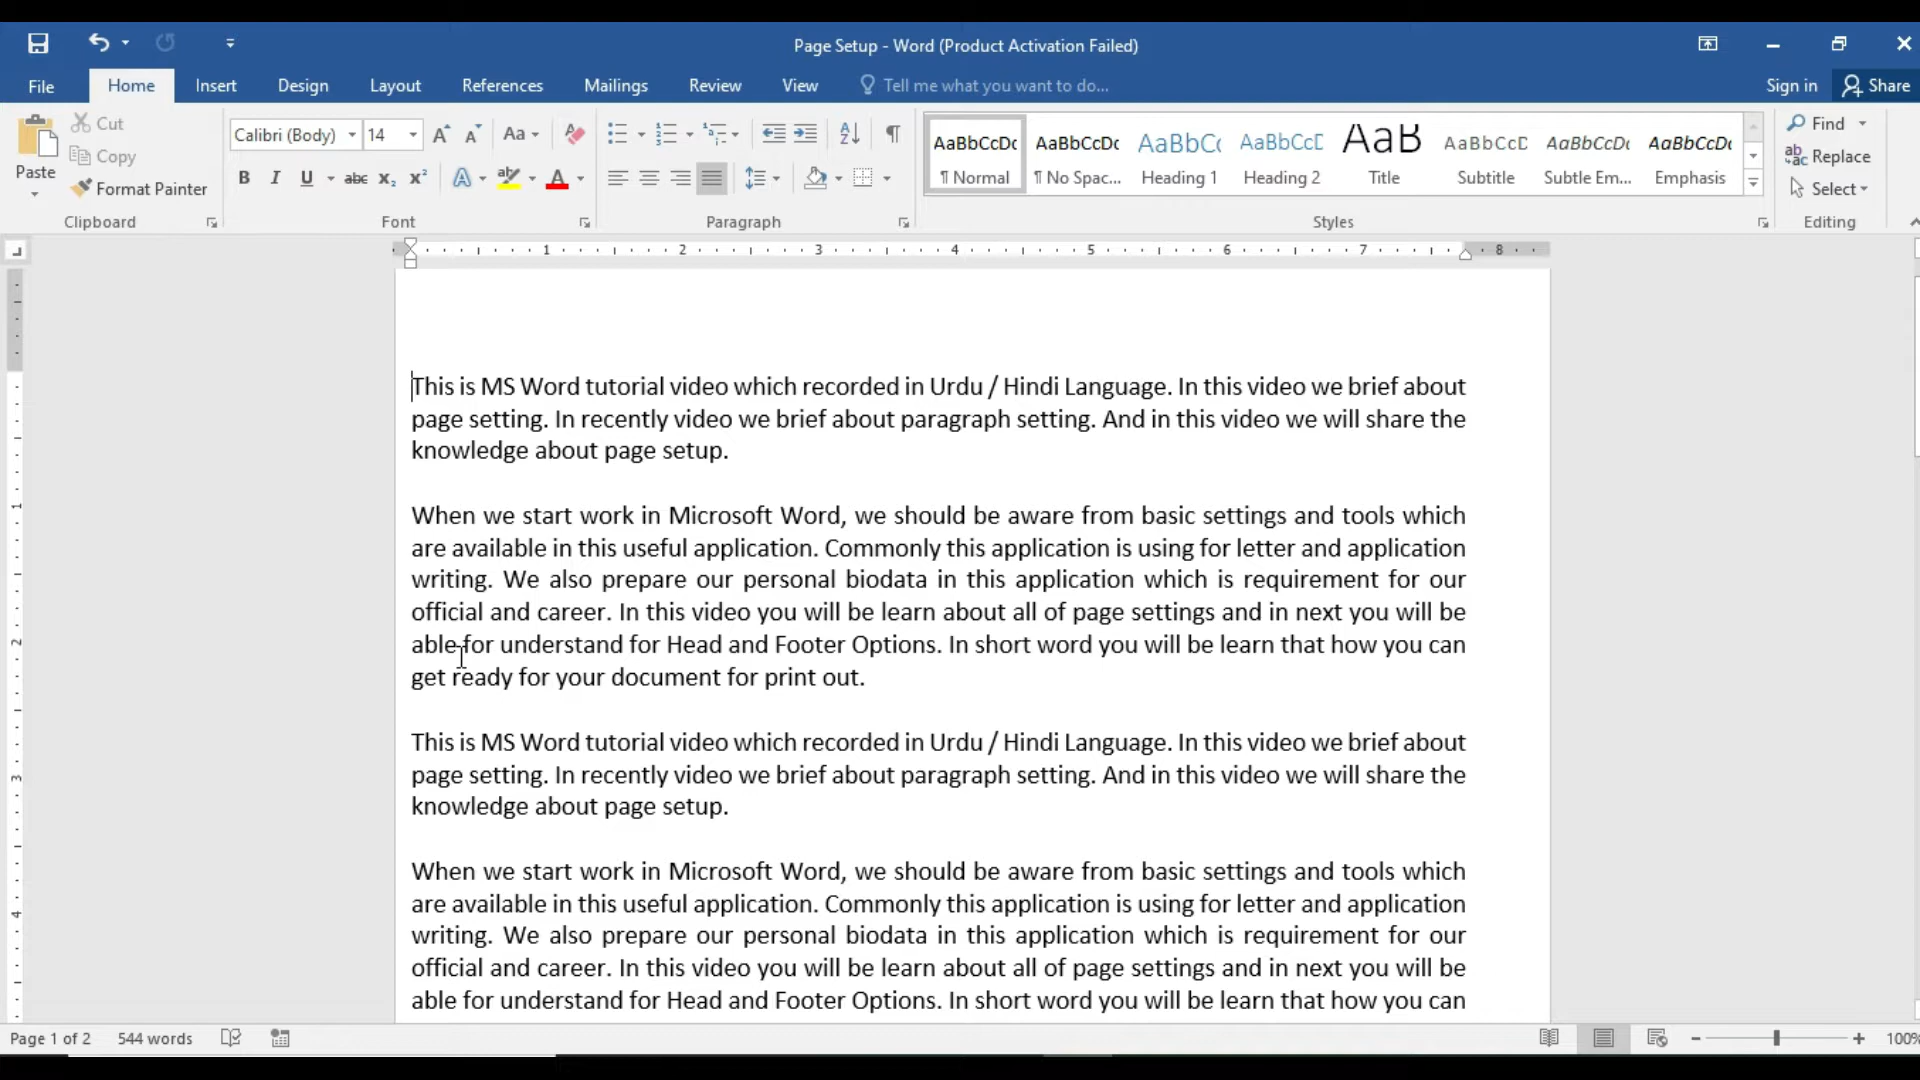 Page Setup - Word (Product Activation Failed)
File Home Insert Design Layout References Mailings Review View Tell me what you want to do... Sign in Share
Paste
Cut
Copy
Format Painter
Clipboard
Calibri (Body) 14
Font
Paragraph
AaBbCcDc AaBbCcDc AaBbCc AaBbCcD AaB AaBbCcD AaBbCcDc AaBbCcDc
¶ Normal ¶ No Spac... Heading 1 Heading 2 Title Subtitle Subtle Em... Emphasis
Styles
Find
Replace
Select
Editing
1 2 3 4 5 6 7 8
This is MS Word tutorial video which recorded in Urdu / Hindi Language. In this video we brief about
page setting. In recently video we brief about paragraph setting. And in this video we will share the
knowledge about page setup.
When we start work in Microsoft Word, we should be aware from basic settings and tools which
are available in this useful application. Commonly this application is using for letter and application
writing. We also prepare our personal biodata in this application which is requirement for our
official and career. In this video you will be learn about all of page settings and in next you will be
able for understand for Head and Footer Options. In short word you will be learn that how you can
get ready for your document for print out.
This is MS Word tutorial video which recorded in Urdu / Hindi Language. In this video we brief about
page setting. In recently video we brief about paragraph setting. And in this video we will share the
knowledge about page setup.
When we start work in Microsoft Word, we should be aware from basic settings and tools which
are available in this useful application. Commonly this application is using for letter and application
writing. We also prepare our personal biodata in this application which is requirement for our
official and career. In this video you will be learn about all of page settings and in next you will be
able for understand for Head and Footer Options. In short word you will be learn that how you can
Page 1 of 2 544 words 100%